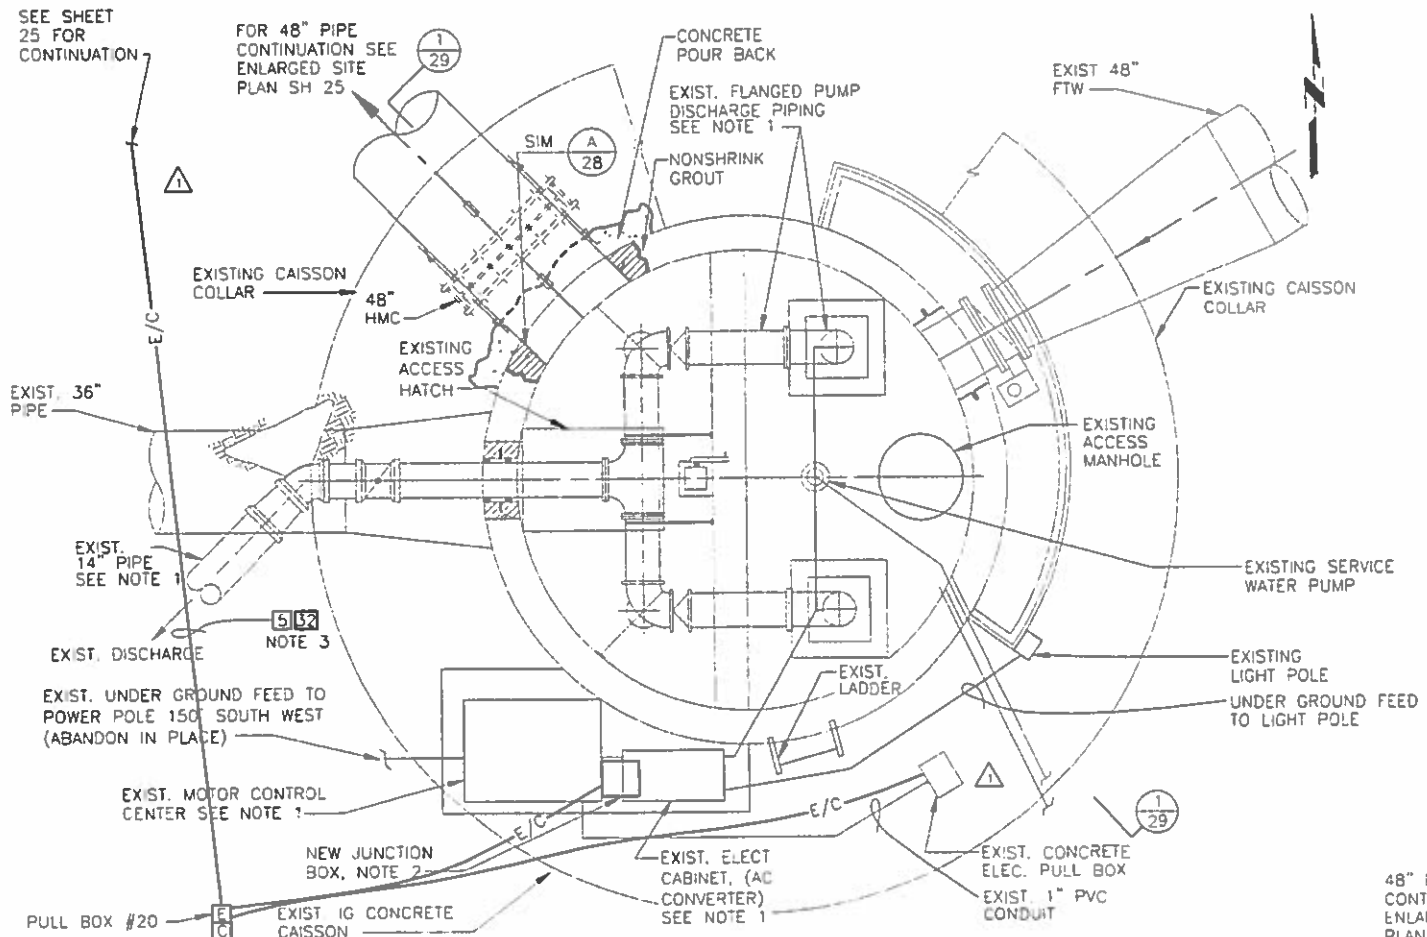 SEE SHEET
25 FOR
CONTINUATION
FOR 48" PIPE
CONTINUATION SEE
ENLARGED SITE
PLAN SH 25
1
29
CONCRETE
POUR BACK
EXIST. FLANGED PUMP
DISCHARGE PIPING
SEE NOTE 1
EXIST 48"
FTW
N
SIM
A
28
NONSHRINK
GROUT
1
EXISTING CAISSON
COLLAR
48"
HMC
EXISTING CAISSON
COLLAR
E/C
EXISTING
ACCESS
HATCH
EXIST. 36"
PIPE
EXISTING
ACCESS
MANHOLE
EXIST.
14" PIPE
SEE NOTE 1
EXISTING SERVICE
WATER PUMP
5 32
NOTE 3
EXIST. DISCHARGE
EXISTING
LIGHT POLE
EXIST.
LADDER
EXIST. UNDER GROUND FEED TO
POWER POLE 150' SOUTH WEST
(ABANDON IN PLACE)
UNDER GROUND FEED
TO LIGHT POLE
EXIST. MOTOR CONTROL
CENTER SEE NOTE 1
1
E/C
E/C
1
29
NEW JUNCTION
BOX, NOTE 2
EXIST. ELECT
CABINET, (AC
CONVERTER)
SEE NOTE 1
EXIST. CONCRETE
ELEC. PULL BOX
EXIST. 1" PVC
CONDUIT
PULL BOX #20
E
C
EXIST. IG CONCRETE
CAISSON
48"